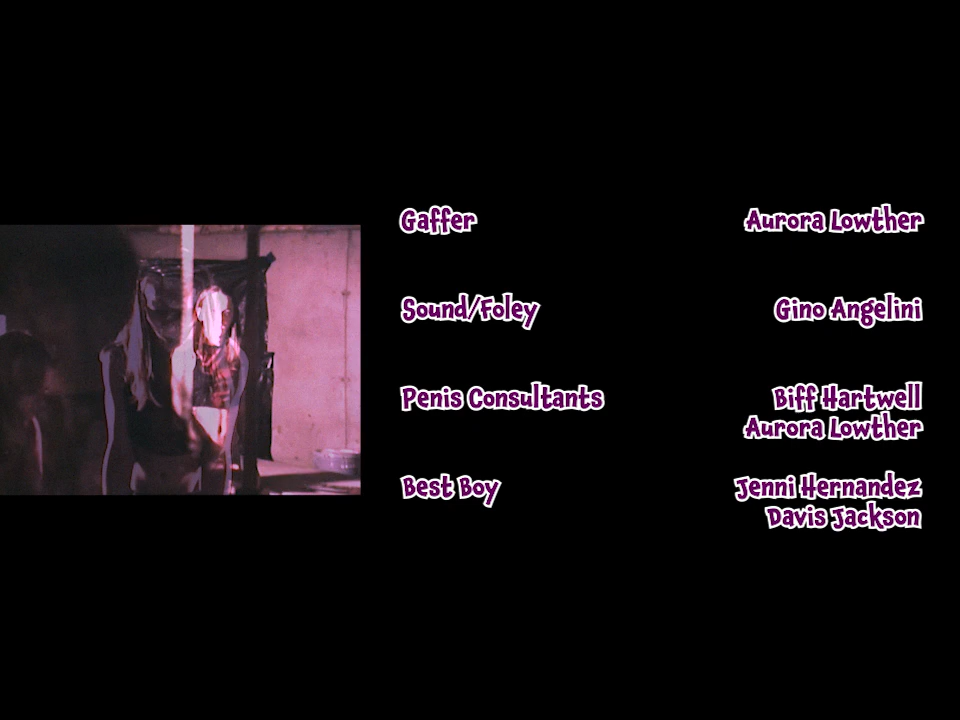 Gaffer Aurora Lowther
Sound/Foley Gino Angelini
Penis Consultants Biff Hartwell
Aurora Lowther
Best Boy Jenni Hernandez
Davis Jackson